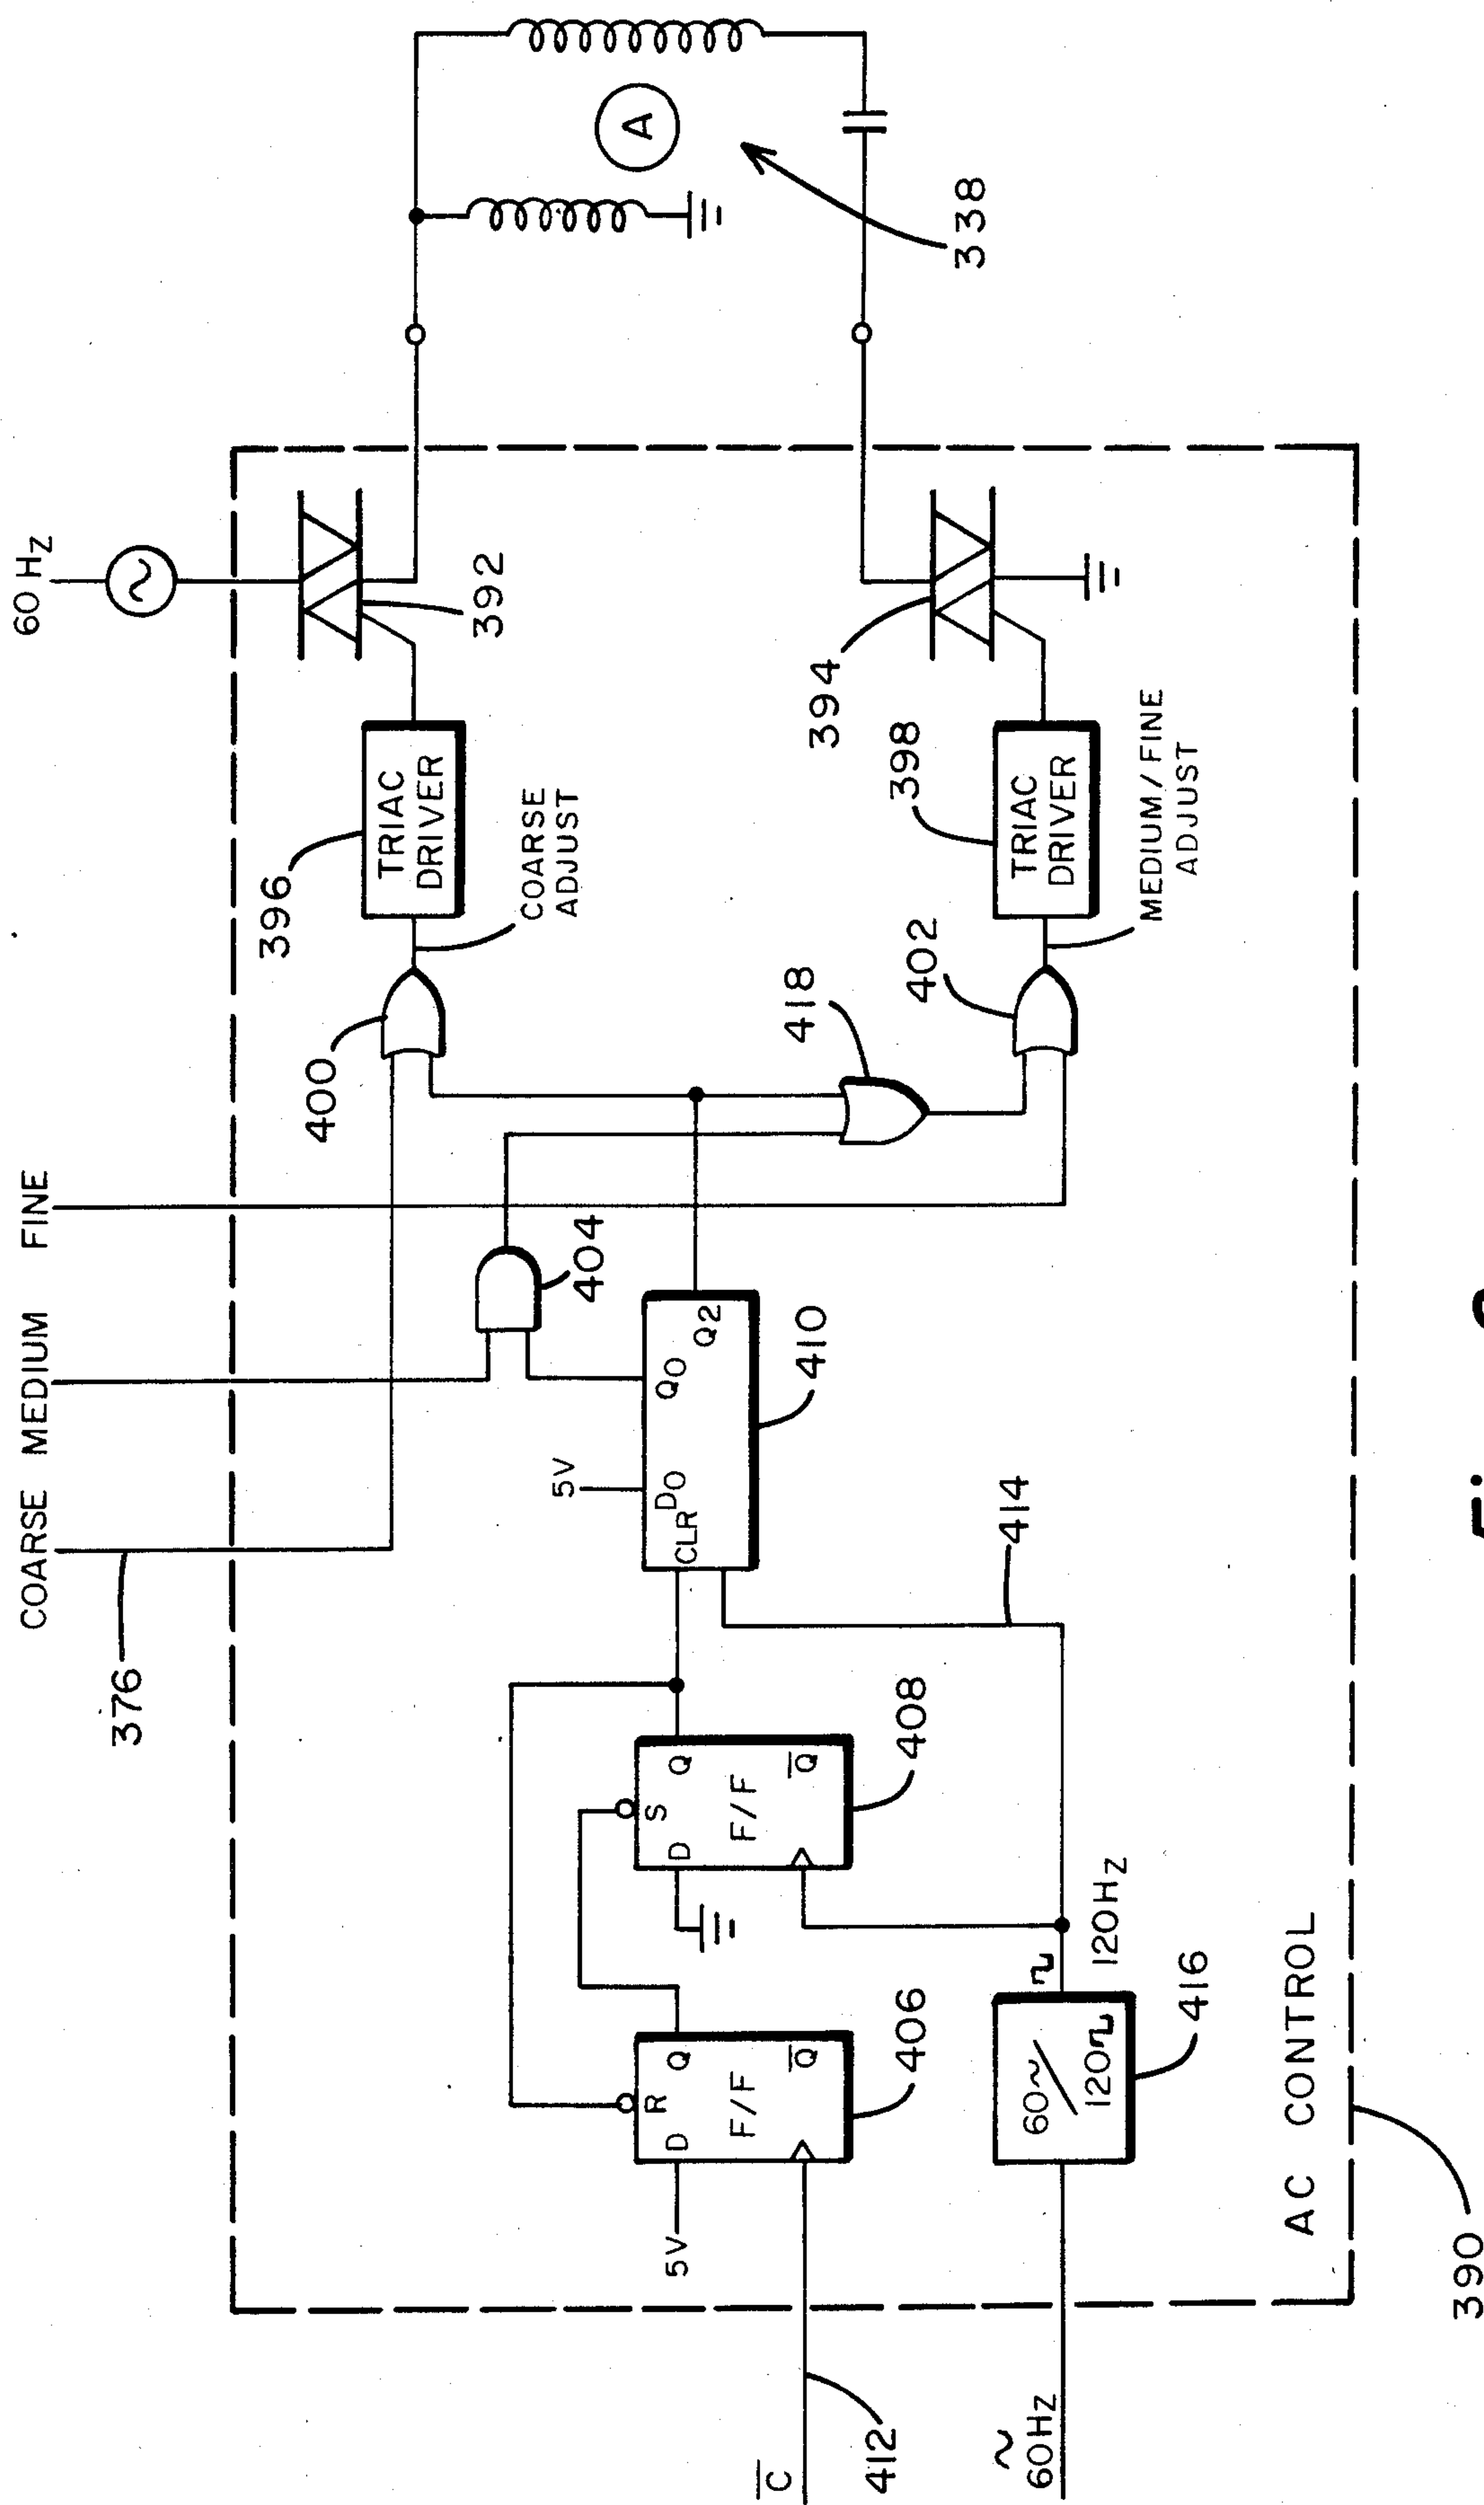 60 Hz
COARSE MEDIUM FINE
376
392
396
TRIAC
DRIVER
COARSE
ADJUST
400
A
338
394
398
TRIAC
DRIVER
MEDIUM/FINE
ADJUST
402
418
404
5V
D0
Q0
CLR
Q2
410
414
5V
D
R
Q
F/F
Q̅
406
D
S
Q
F/F
Q̅
408
60~/
120
120Hz
416
C̅
412
~
60Hz
AC CONTROL
390